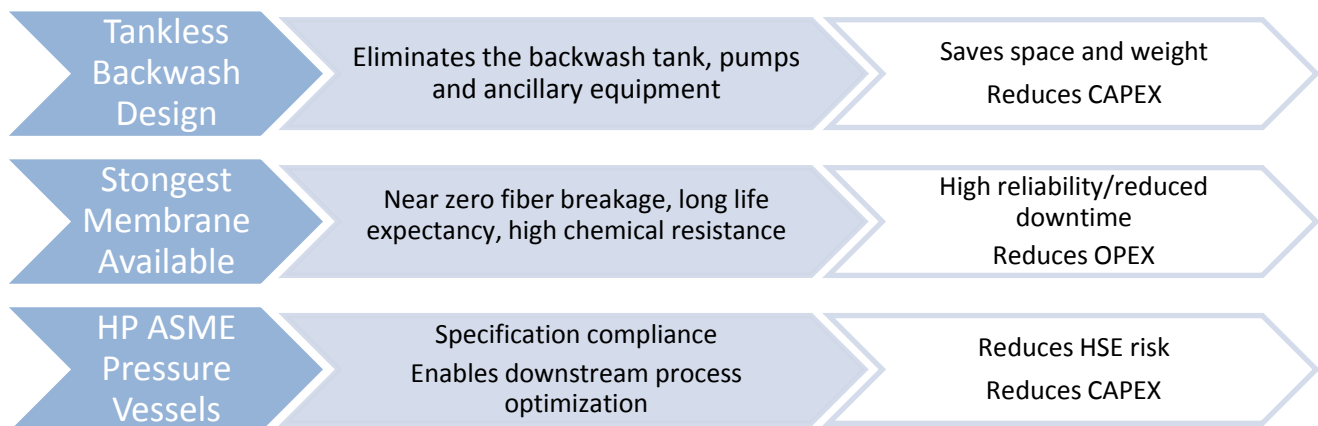 Tankless
Backwash
Design
Eliminates the backwash tank, pumps
and ancillary equipment
Saves space and weight
Reduces CAPEX
Stongest
Membrane
Available
Near zero fiber breakage, long life
expectancy, high chemical resistance
High reliability/reduced
downtime
Reduces OPEX
HP ASME
Pressure
Vessels
Specification compliance
Enables downstream process
optimization
Reduces HSE risk
Reduces CAPEX